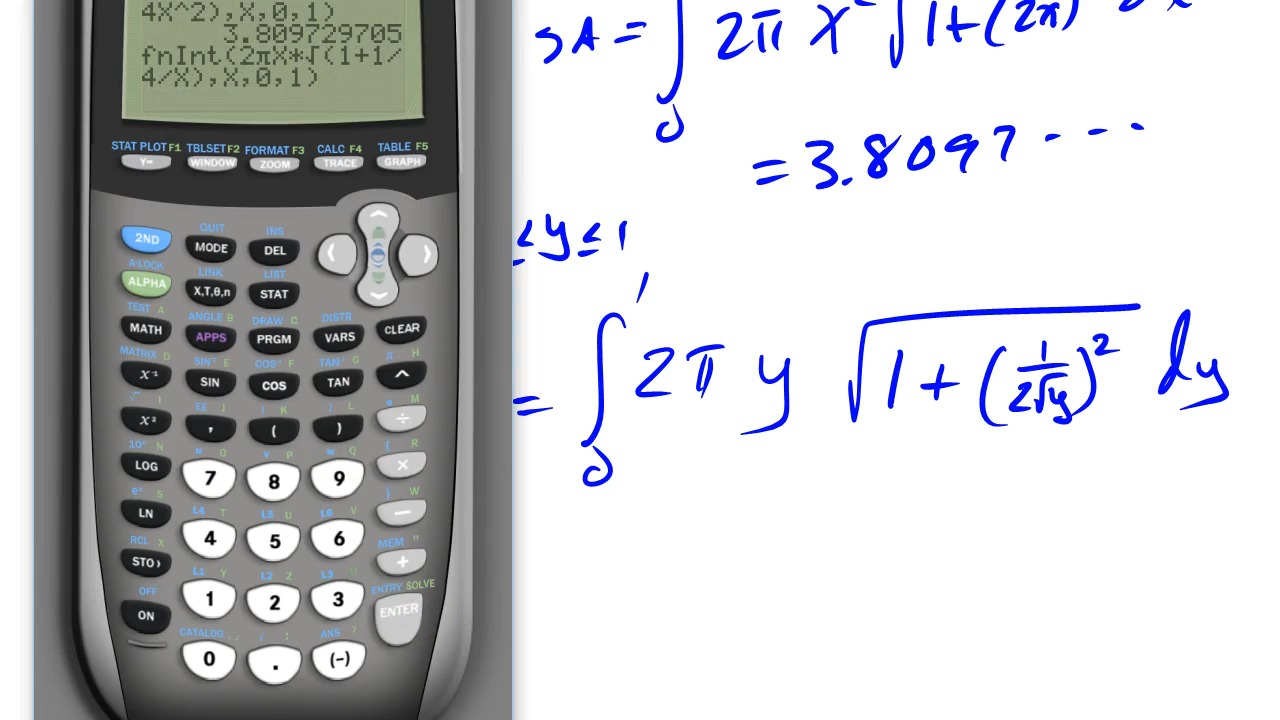 4X^2),X,0,1)
3.809729705
fnInt(2πX*√(1+1/
4/X),X,0,1)
STAT PLOT F1 TBLSET F2 FORMAT F3 CALC F4 TABLE F5
Y= WINDOW ZOOM TRACE GRAPH
QUIT INS
2ND MODE DEL
A-LOCK LINK LIST
ALPHA X,T,θ,n STAT
TEST A ANGLE B DRAW C DISTR
MATH APPS PRGM VARS CLEAR
MATRIX D SIN⁻¹ E COS⁻¹ F TAN⁻¹ G π H
x⁻¹ SIN COS TAN ^
√ I EE J { K } L e M
x² , ( ) ÷
10ˣ N u O v P w Q [ R
LOG 7 8 9 ×
eˣ S L4 T L5 U L6 V ] W
LN 4 5 6 −
RCL X L1 Y L2 Z L3 MEM "
STO› 1 2 3 +
OFF ENTRY SOLVE
ON ENTER
CATALOG i : ANS ?
0 . (-)
SA = ∫ 2π x² √1+(2x)
0
= 3.8097 ...
≤ y ≤ 1
= ∫₀¹ 2π y √(1 + (1/(2√y))²) dy